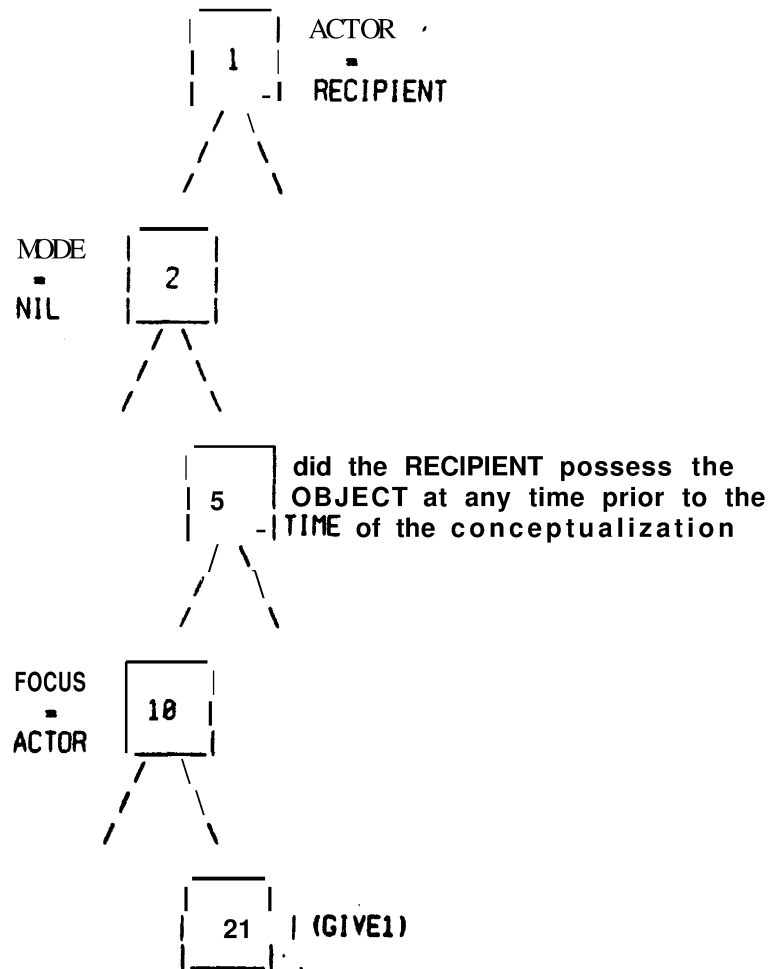 ACTOR
1 =
RECIPIENT
MODE
= 2
NIL
did the RECIPIENT possess the
5 OBJECT at any time prior to the
TIME of the conceptualization
FOCUS
= 10
ACTOR
21 (GIVE1)